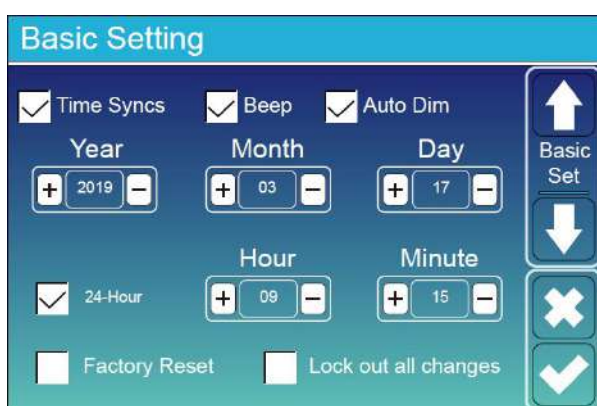 Basic Setting
Time Syncs Beep Auto Dim
Year Month Day
+ 2019 − + 03 − + 17 −
Basic
Set
Hour Minute
24-Hour + 09 − + 15 −
Factory Reset Lock out all changes